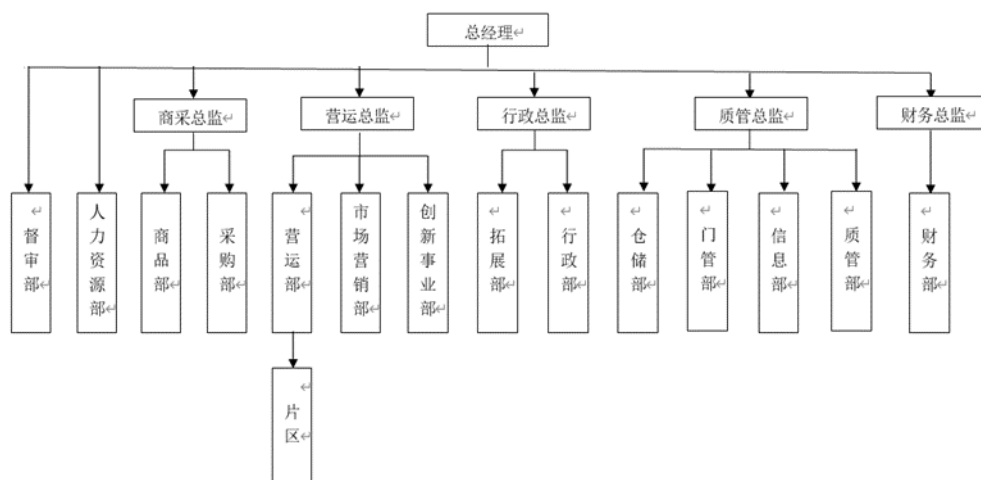 总经理
商采总监
营运总监
行政总监
质管总监
财务总监
督审部
人力资源部
商品部
采购部
营运部
市场营销部
创新事业部
拓展部
行政部
仓储部
门管部
信息部
质管部
财务部
片区